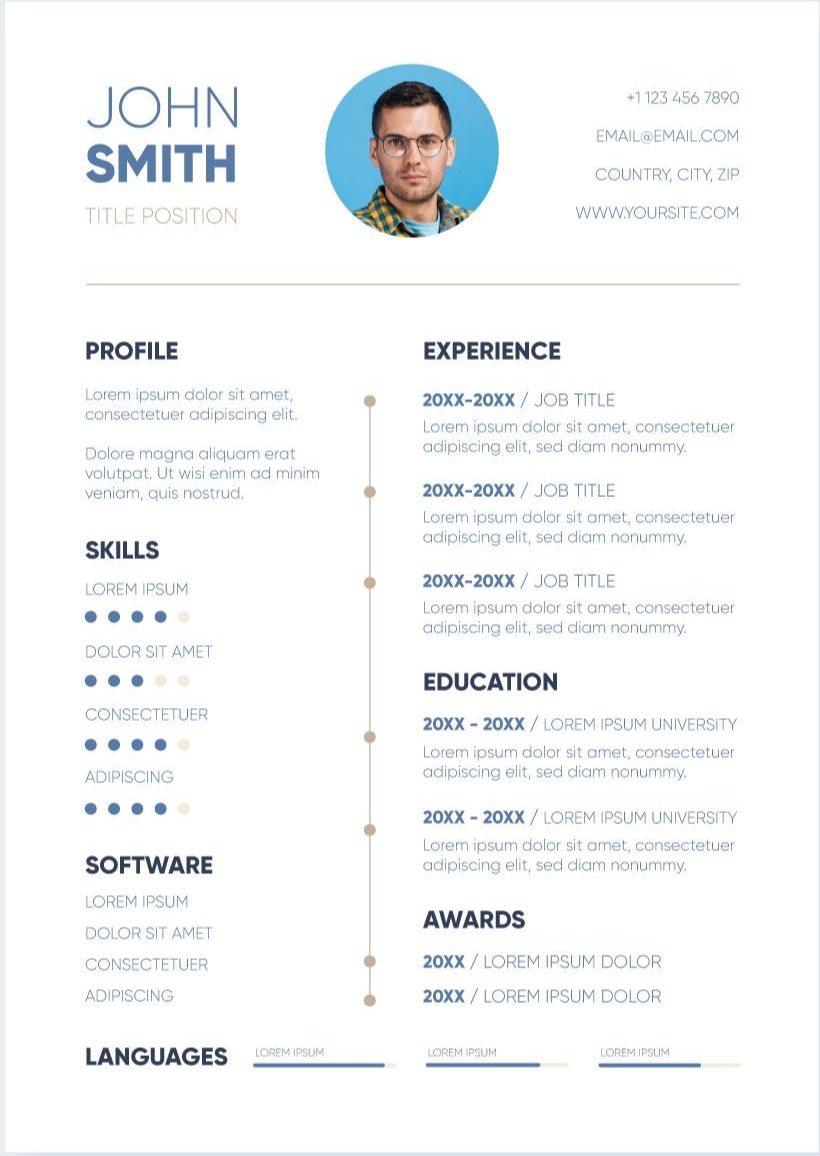 JOHN
SMITH
TITLE POSITION
+1 123 456 7890
EMAIL@EMAIL.COM
COUNTRY, CITY, ZIP
WWW.YOURSITE.COM
PROFILE
Lorem ipsum dolor sit amet,
consectetuer adipiscing elit.
Dolore magna aliquam erat
volutpat. Ut wisi enim ad minim
veniam, quis nostrud.
SKILLS
LOREM IPSUM
DOLOR SIT AMET
CONSECTETUER
ADIPISCING
SOFTWARE
LOREM IPSUM
DOLOR SIT AMET
CONSECTETUER
ADIPISCING
EXPERIENCE
20XX-20XX / JOB TITLE
Lorem ipsum dolor sit amet, consectetuer
adipiscing elit, sed diam nonummy.
20XX-20XX / JOB TITLE
Lorem ipsum dolor sit amet, consectetuer
adipiscing elit, sed diam nonummy.
20XX-20XX / JOB TITLE
Lorem ipsum dolor sit amet, consectetuer
adipiscing elit, sed diam nonummy.
EDUCATION
20XX - 20XX / LOREM IPSUM UNIVERSITY
Lorem ipsum dolor sit amet, consectetuer
adipiscing elit, sed diam nonummy.
20XX - 20XX / LOREM IPSUM UNIVERSITY
Lorem ipsum dolor sit amet, consectetuer
adipiscing elit, sed diam nonummy.
AWARDS
20XX / LOREM IPSUM DOLOR
20XX / LOREM IPSUM DOLOR
LANGUAGES
LOREM IPSUM
LOREM IPSUM
LOREM IPSUM